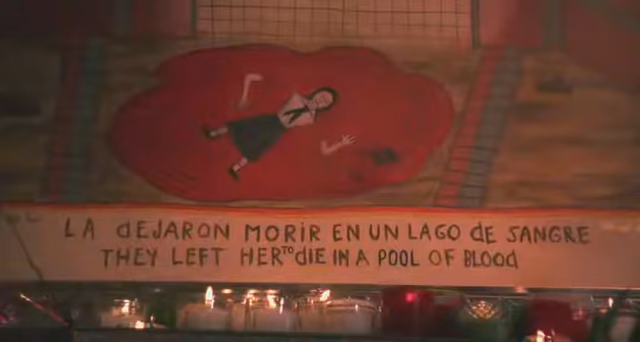 LA dEJARON MORIR EN UN LAGO dE SANGRE
THEY LEFT HER TO DIE IN A POOL OF BLOOD